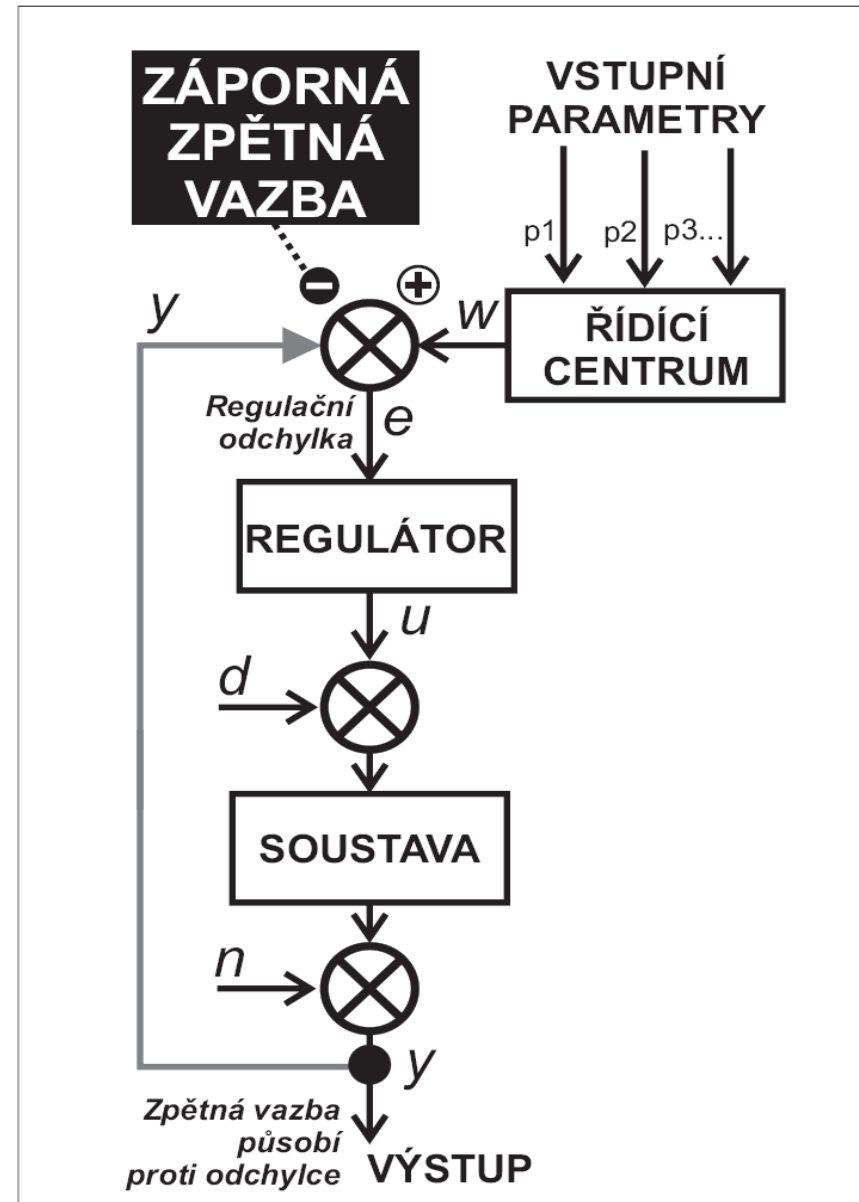 ZÁPORNÁ
ZPĚTNÁ
VAZBA
VSTUPNÍ
PARAMETRY
p1
p2
p3...
ŘÍDÍCÍ
CENTRUM
y
w
Regulační
odchylka
e
REGULÁTOR
u
d
SOUSTAVA
n
y
Zpětná vazba
působí
proti odchylce
VÝSTUP